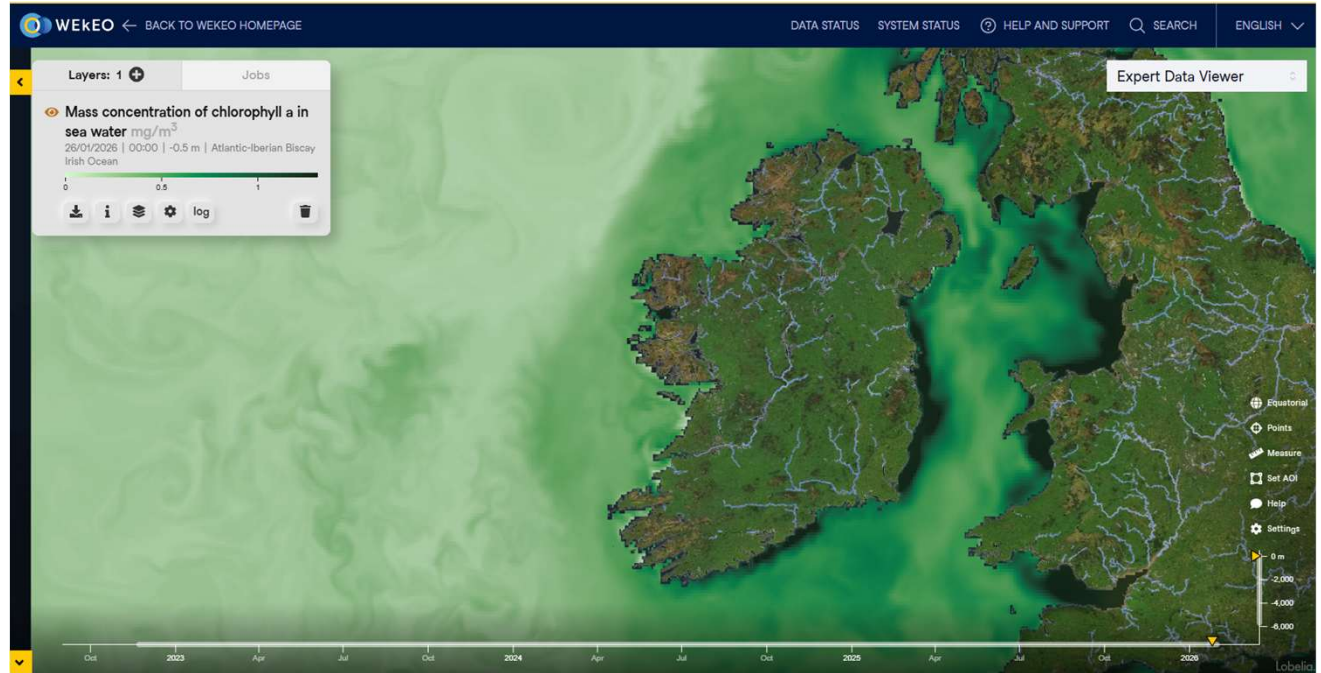 WEkEO ← BACK TO WEKEO HOMEPAGE
DATA STATUS SYSTEM STATUS HELP AND SUPPORT SEARCH ENGLISH
Layers: 1
Jobs
Expert Data Viewer
Mass concentration of chlorophyll a in
sea water mg/m³
26/01/2026 | 00:00 | -0.5 m | Atlantic-Iberian Biscay
Irish Ocean
0 0.5 1
log
Equatorial
Points
Measure
Set AOI
Help
Settings
0 m
-2,000
-4,000
-6,000
Oct 2023 Apr Jul Oct 2024 Apr Jul Oct 2025 Apr Jul Oct 2026
Lobelia